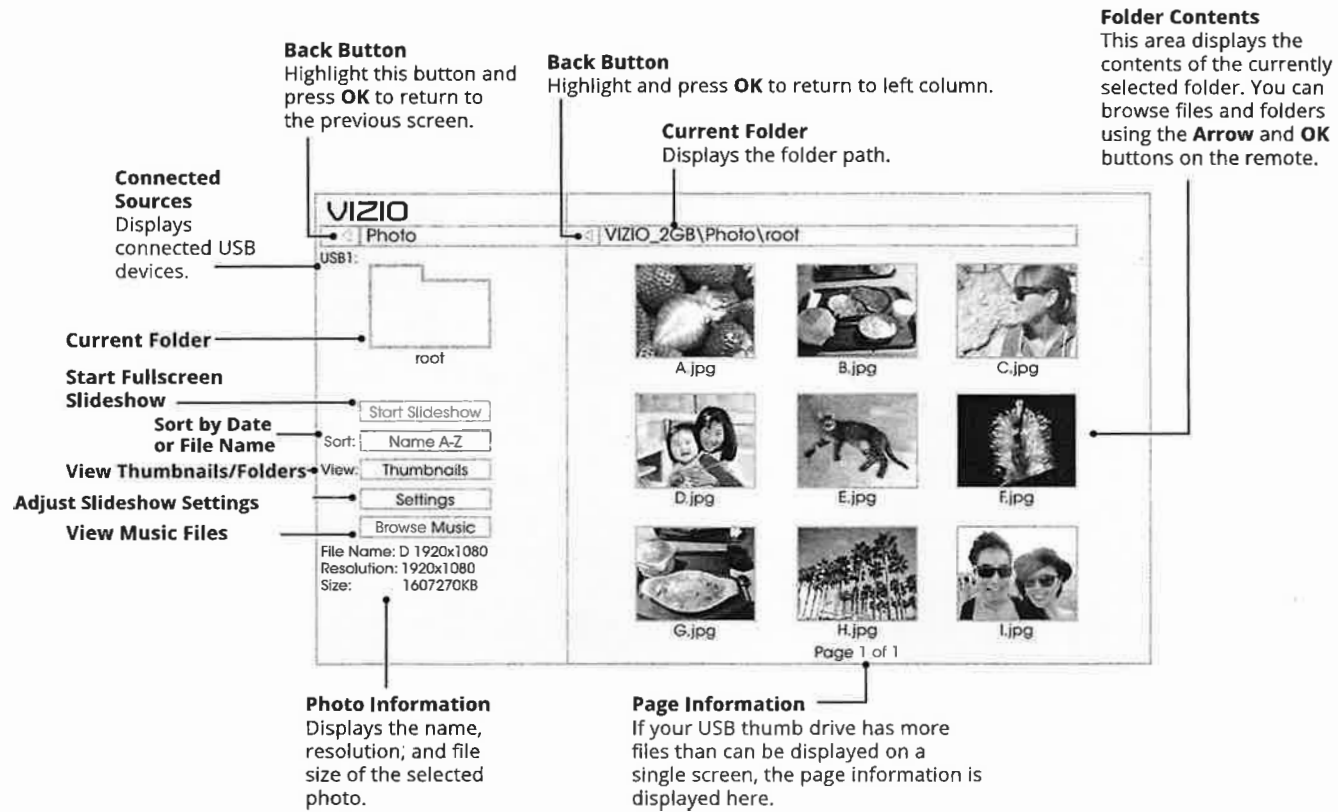 Back Button
Highlight this button and
press OK to return to
the previous screen.
Back Button
Highlight and press OK to return to left column.
Current Folder
Displays the folder path.
Folder Contents
This area displays the
contents of the currently
selected folder. You can
browse files and folders
using the Arrow and OK
buttons on the remote.
Connected
Sources
Displays
connected USB
devices.
Current Folder
Start Fullscreen
Slideshow
Sort by Date
or File Name
View Thumbnails/Folders
Adjust Slideshow Settings
View Music Files
VIZIO
Photo
VIZIO_2GB\Photo\root
USB1:
root
Start Slideshow
Sort: Name A-Z
View: Thumbnails
Settings
Browse Music
File Name: D 1920x1080
Resolution: 1920x1080
Size: 1607270KB
A.jpg
B.jpg
C.jpg
D.jpg
E.jpg
F.jpg
G.jpg
H.jpg
I.jpg
Page 1 of 1
Photo Information
Displays the name,
resolution, and file
size of the selected
photo.
Page Information
If your USB thumb drive has more
files than can be displayed on a
single screen, the page information is
displayed here.